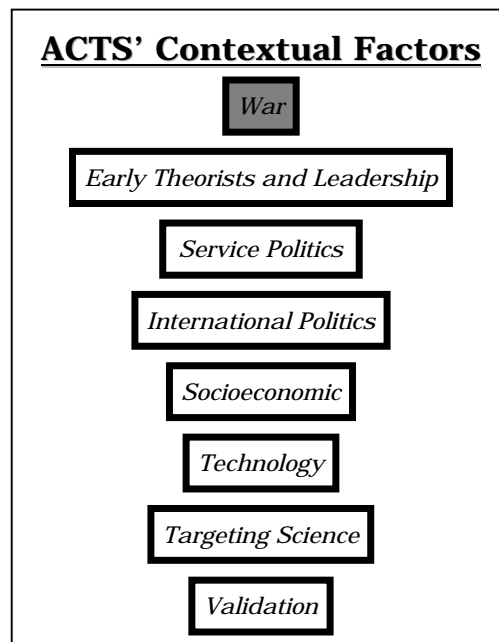 ACTS’ Contextual Factors
War
Early Theorists and Leadership
Service Politics
International Politics
Socioeconomic
Technology
Targeting Science
Validation